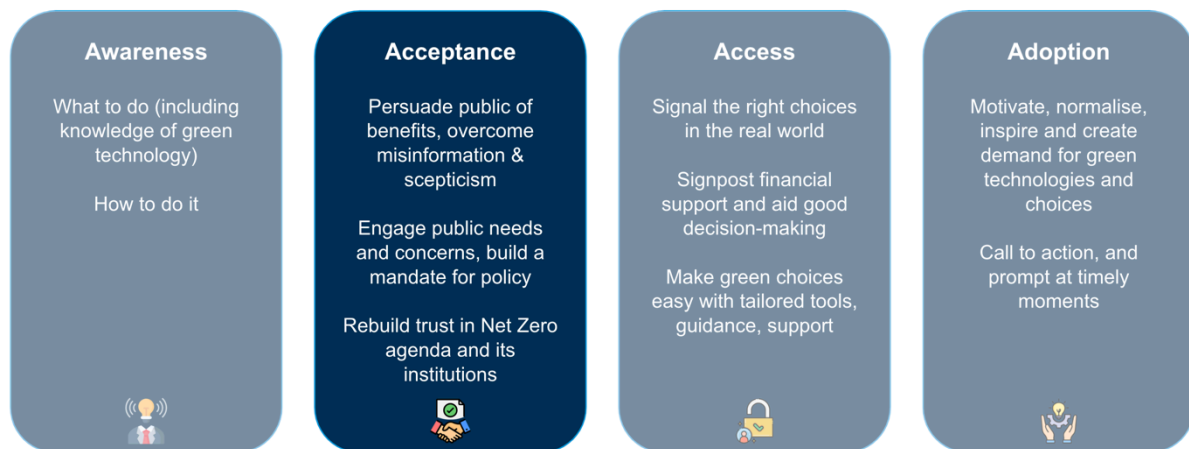 Awareness
What to do (including
knowledge of green
technology)
How to do it
Acceptance
Persuade public of
benefits, overcome
misinformation &
scepticism
Engage public needs
and concerns, build a
mandate for policy
Rebuild trust in Net Zero
agenda and its
institutions
Access
Signal the right choices
in the real world
Signpost financial
support and aid good
decision-making
Make green choices
easy with tailored tools,
guidance, support
Adoption
Motivate, normalise,
inspire and create
demand for green
technologies and
choices
Call to action, and
prompt at timely
moments